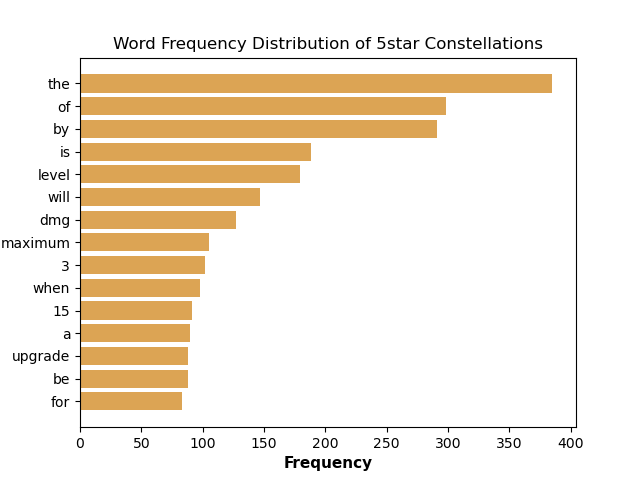 Word Frequency Distribution of 5star Constellations
the
of
by
is
level
will
dmg
maximum
3
when
15
a
upgrade
be
for
0 50 100 150 200 250 300 350 400
Frequency